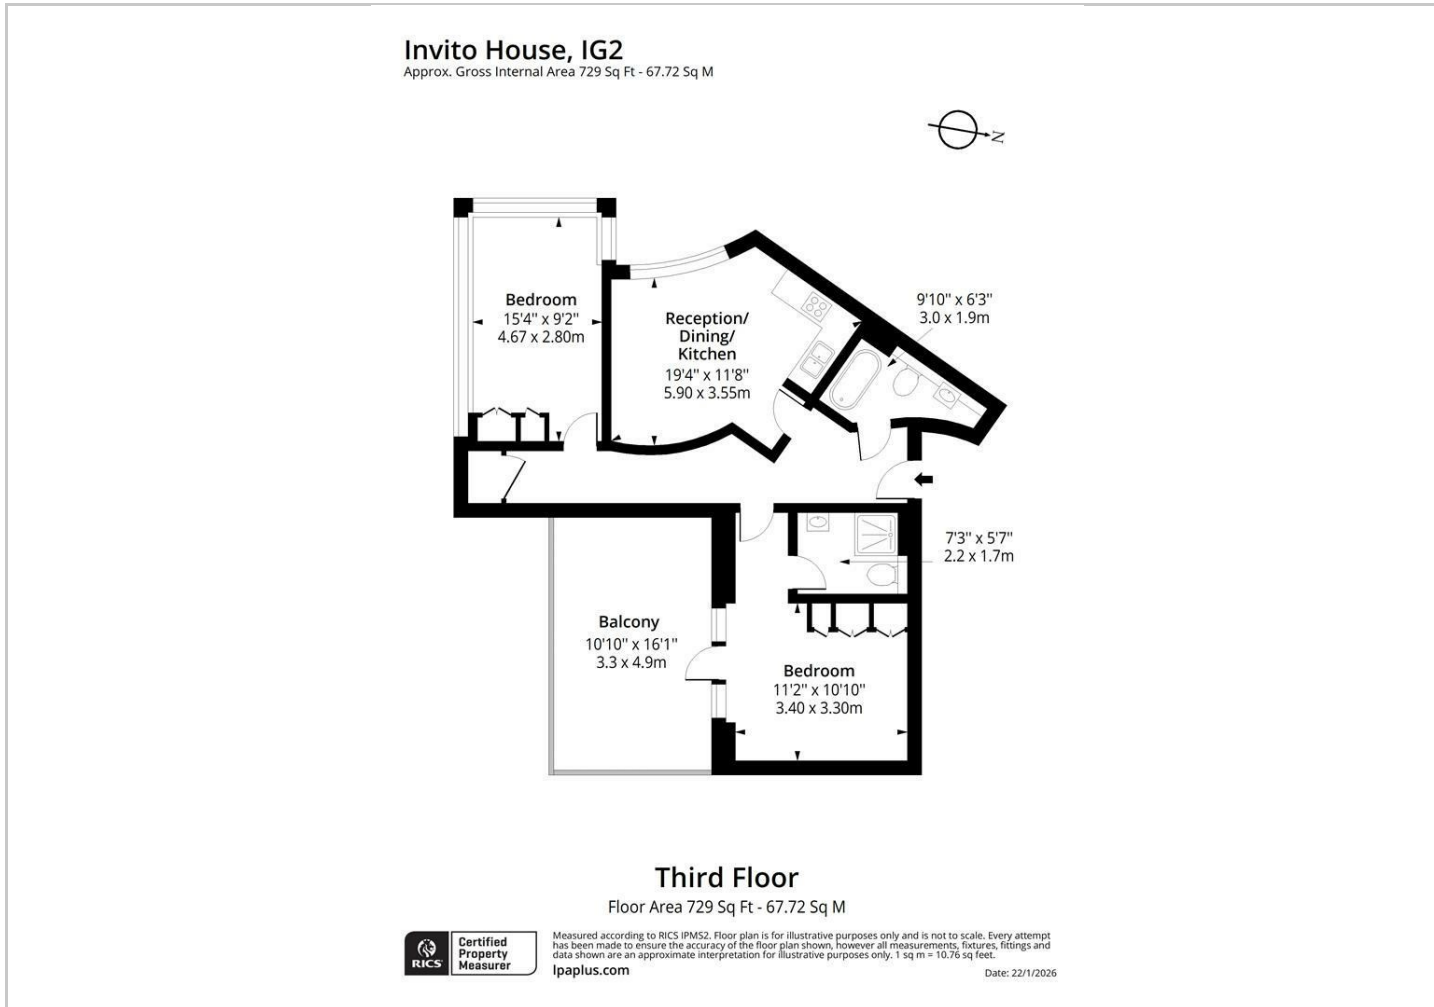 Invito House, IG2
Approx. Gross Internal Area 729 Sq Ft - 67.72 Sq M
N
Bedroom
15'4" x 9'2"
4.67 x 2.80m
Reception/
Dining/
Kitchen
19'4" x 11'8"
5.90 x 3.55m
9'10" x 6'3"
3.0 x 1.9m
7'3" x 5'7"
2.2 x 1.7m
Balcony
10'10" x 16'1"
3.3 x 4.9m
Bedroom
11'2" x 10'10"
3.40 x 3.30m
Third Floor
Floor Area 729 Sq Ft - 67.72 Sq M
RICS
Certified
Property
Measurer
Measured according to RICS IPMS2. Floor plan is for illustrative purposes only and is not to scale. Every attempt
has been made to ensure the accuracy of the floor plan shown, however all measurements, fixtures, fittings and
data shown are an approximate interpretation for illustrative purposes only. 1 sq m = 10.76 sq feet.
lpaplus.com
Date: 22/1/2026